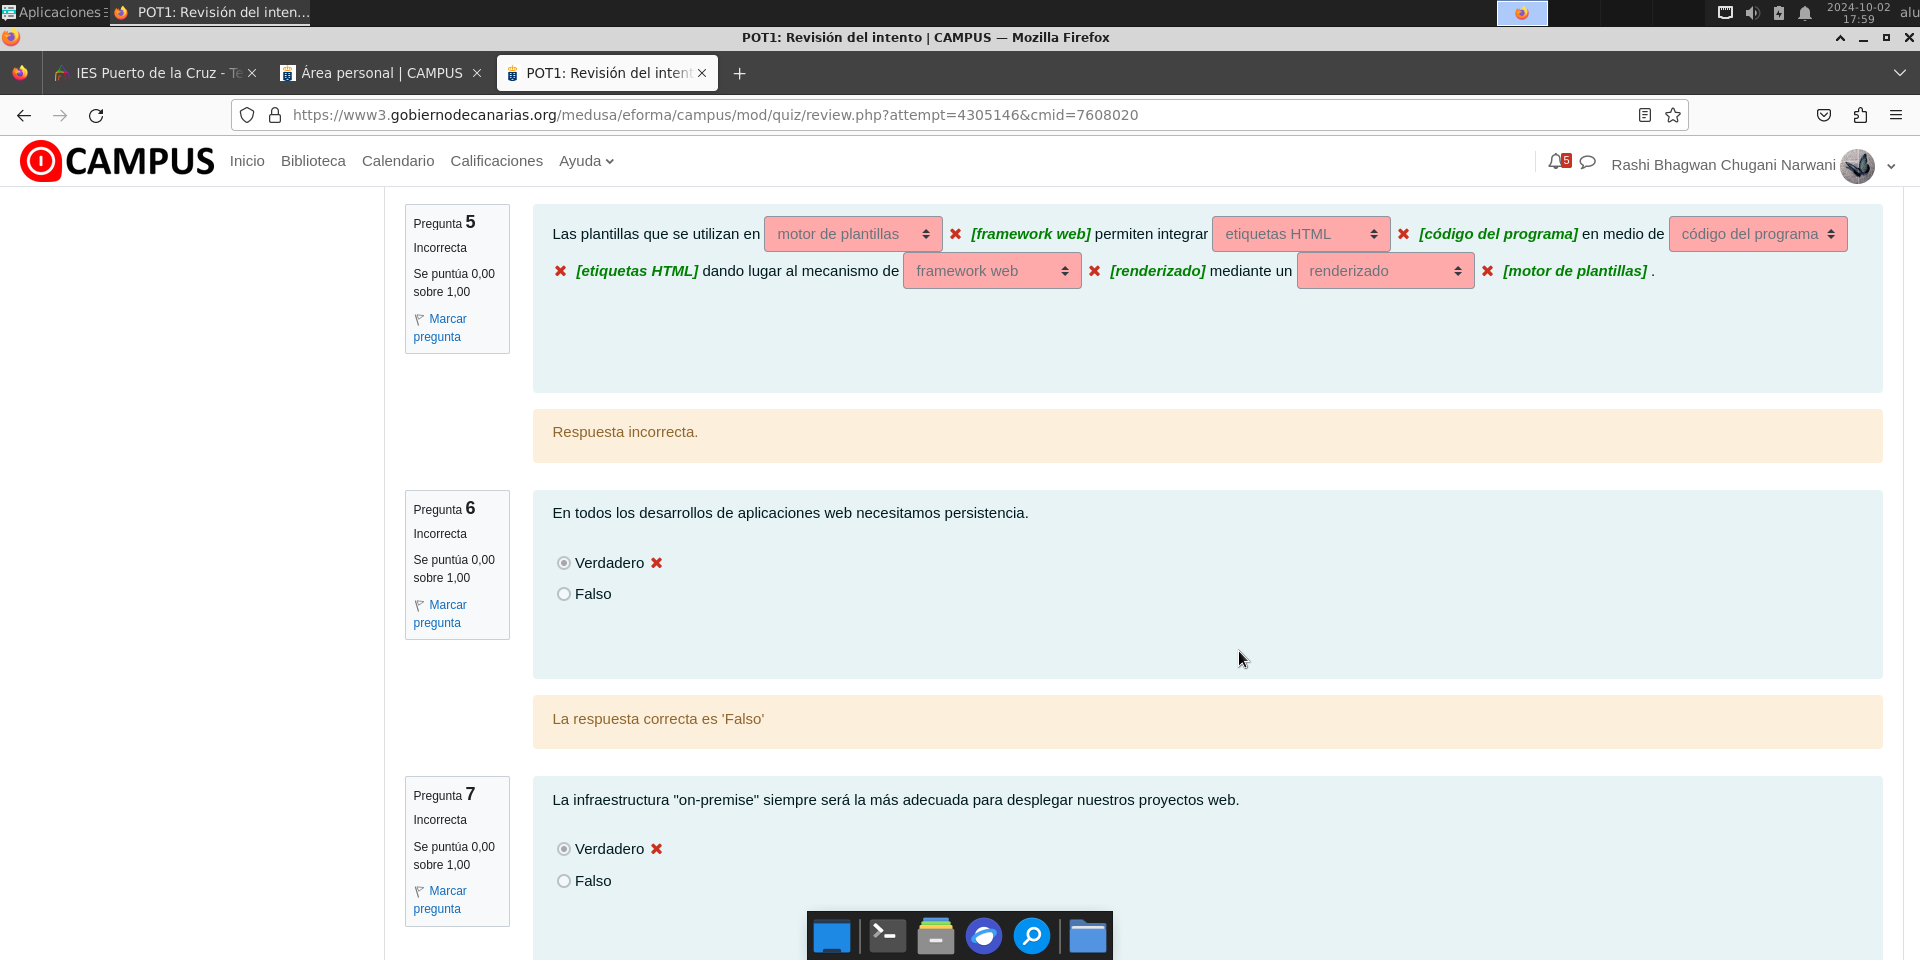 Aplicaciones
POT1: Revisión del inten...
2024-10-02
17:59
alu
POT1: Revisión del intento | CAMPUS — Mozilla Firefox
IES Puerto de la Cruz - Te
Área personal | CAMPUS
POT1: Revisión del intent
https://www3.gobiernodecanarias.org/medusa/eforma/campus/mod/quiz/review.php?attempt=4305146&cmid=7608020
CAMPUS
Inicio
Biblioteca
Calendario
Calificaciones
Ayuda
5
Rashi Bhagwan Chugani Narwani
Pregunta 5
Incorrecta
Se puntúa 0,00
sobre 1,00
Marcar
pregunta
Las plantillas que se utilizan en motor de plantillas [framework web] permiten integrar etiquetas HTML [código del programa] en medio de código del programa
[etiquetas HTML] dando lugar al mecanismo de framework web [renderizado] mediante un renderizado [motor de plantillas] .
Respuesta incorrecta.
Pregunta 6
Incorrecta
Se puntúa 0,00
sobre 1,00
Marcar
pregunta
En todos los desarrollos de aplicaciones web necesitamos persistencia.
Verdadero
Falso
La respuesta correcta es 'Falso'
Pregunta 7
Incorrecta
Se puntúa 0,00
sobre 1,00
Marcar
pregunta
La infraestructura "on-premise" siempre será la más adecuada para desplegar nuestros proyectos web.
Verdadero
Falso